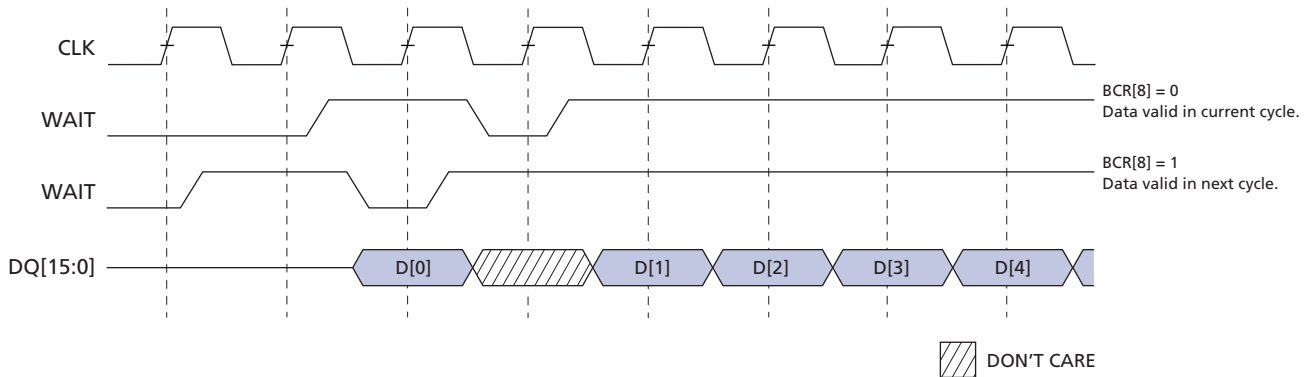 CLK
WAIT
BCR[8] = 0
Data valid in current cycle.
WAIT
BCR[8] = 1
Data valid in next cycle.
DQ[15:0]
D[0]
D[1]
D[2]
D[3]
D[4]
DON'T CARE